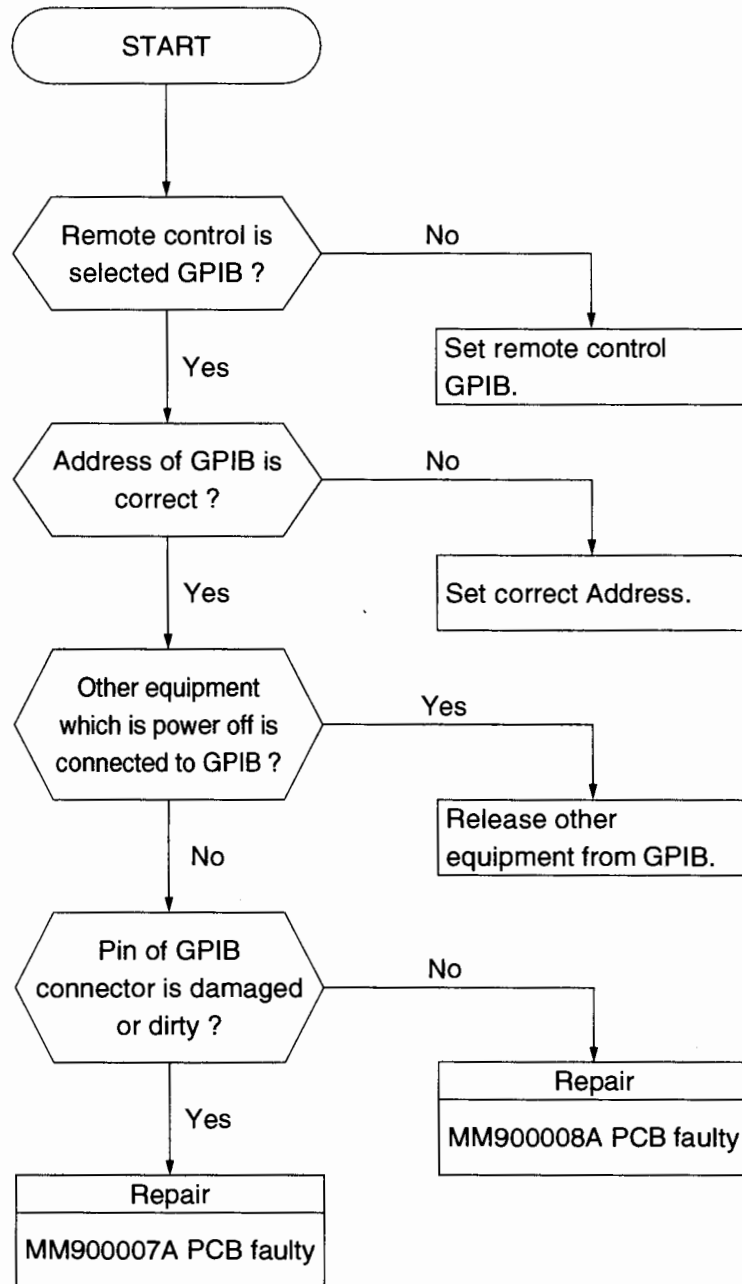 START
Remote control is
selected GPIB ?
No
Set remote control
GPIB.
Yes
Address of GPIB is
correct ?
No
Set correct Address.
Yes
Other equipment
which is power off is
connected to GPIB ?
Yes
Release other
equipment from GPIB.
No
Pin of GPIB
connector is damaged
or dirty ?
No
Repair
MM900008A PCB faulty
Yes
Repair
MM900007A PCB faulty